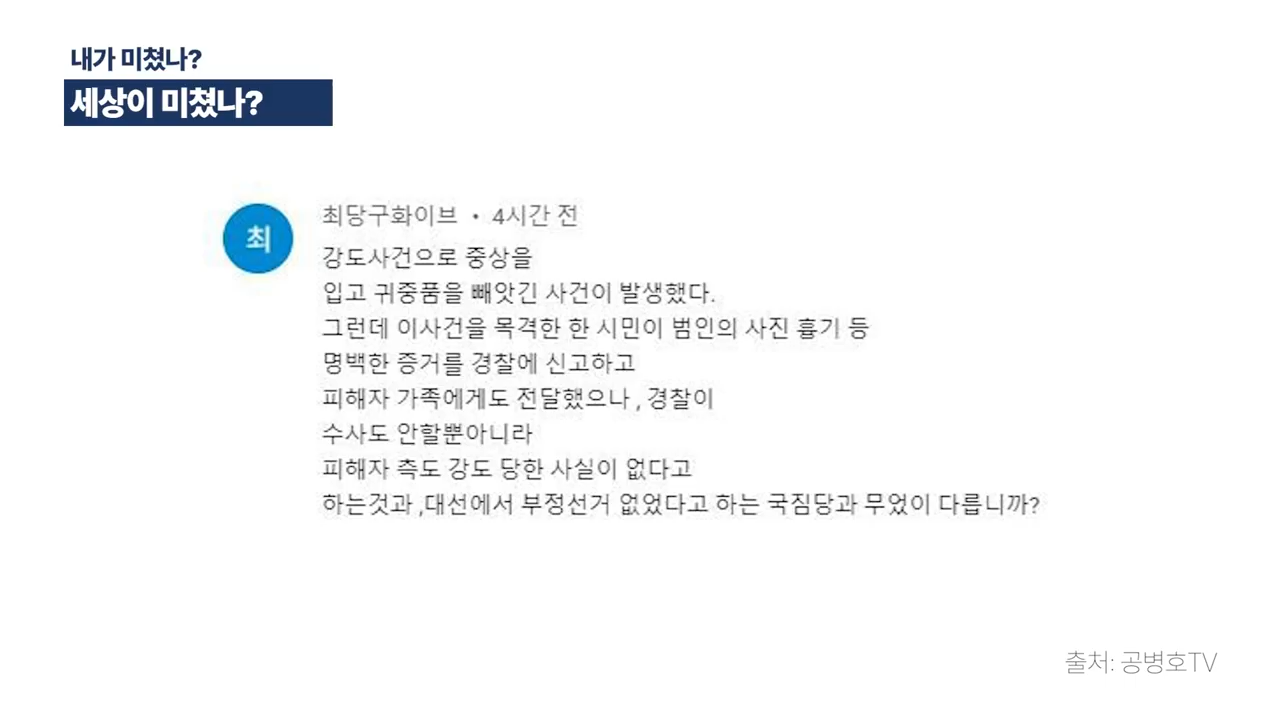 내가 미쳤나?
세상이 미쳤나?
최
최당구화이브 • 4시간 전
강도사건으로 중상을
입고 귀중품을 빼앗긴 사건이 발생했다.
그런데 이사건을 목격한 한 시민이 범인의 사진 흉기 등
명백한 증거를 경찰에 신고하고
피해자 가족에게도 전달했으나 , 경찰이
수사도 안할뿐아니라
피해자 측도 강도 당한 사실이 없다고
하는것과 ,대선에서 부정선거 없었다고 하는 국짐당과 무엇이 다릅니까?
출처: 공병호TV